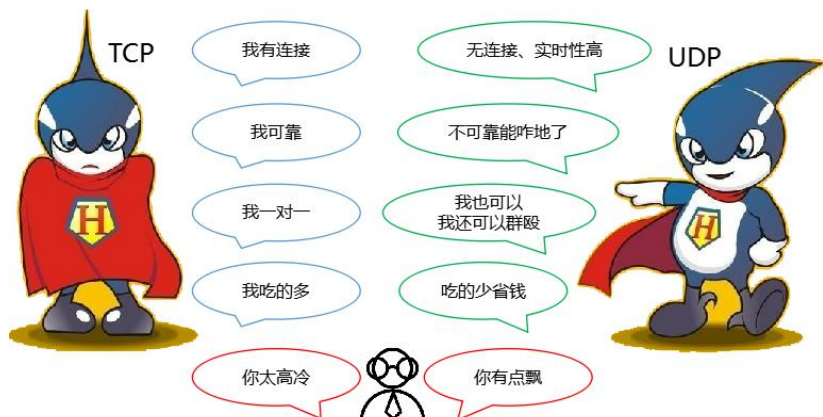 TCP
我有连接
无连接、实时性高
UDP
我可靠
不可靠能咋地了
我一对一
我也可以
我还可以群殴
H
H
我吃的多
吃的少省钱
你太高冷
你有点飘